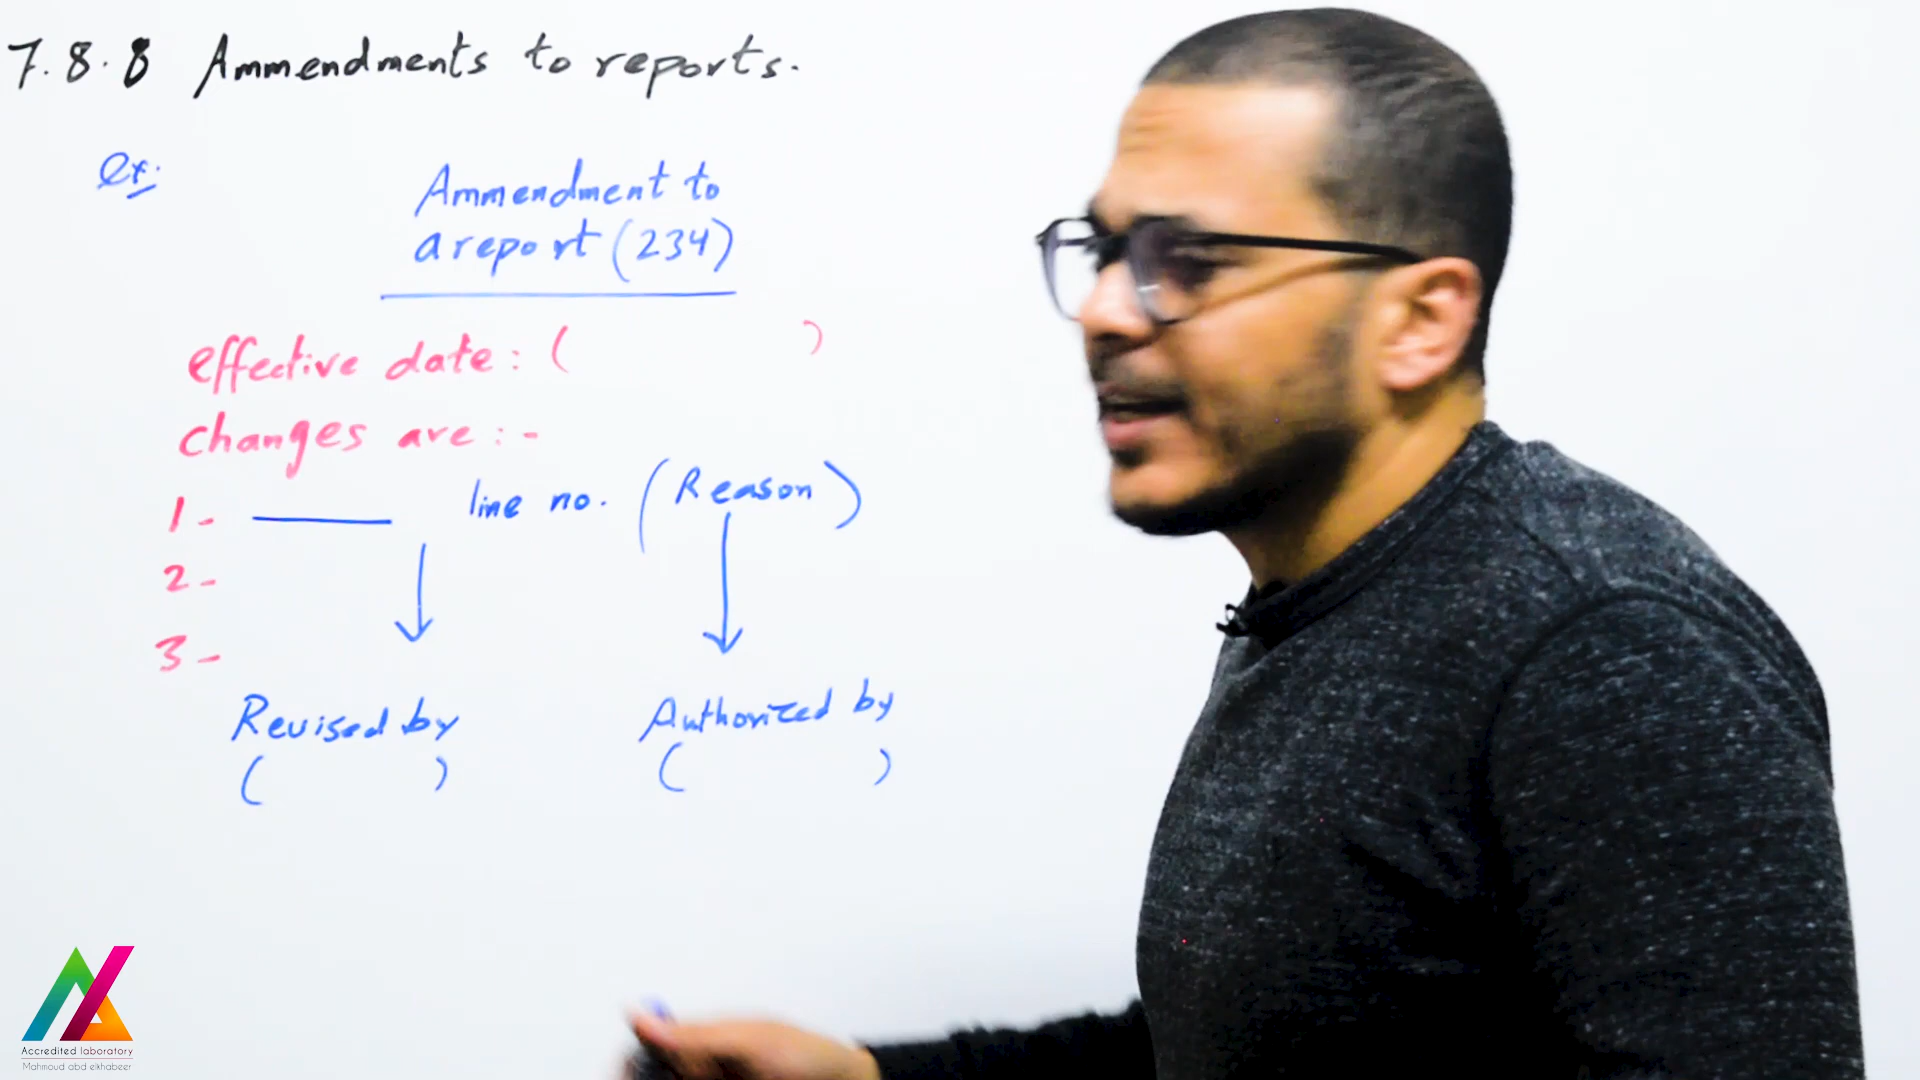 7.8.8 Ammendments to reports.
ex:
Ammendment to
a report (234)
effective date : ( )
changes are : -
1 - line no. (Reason)
2 -
3 -
Revised by Authorized by
( ) ( )
Accredited laboratory
Mahmoud abd elkhabeer